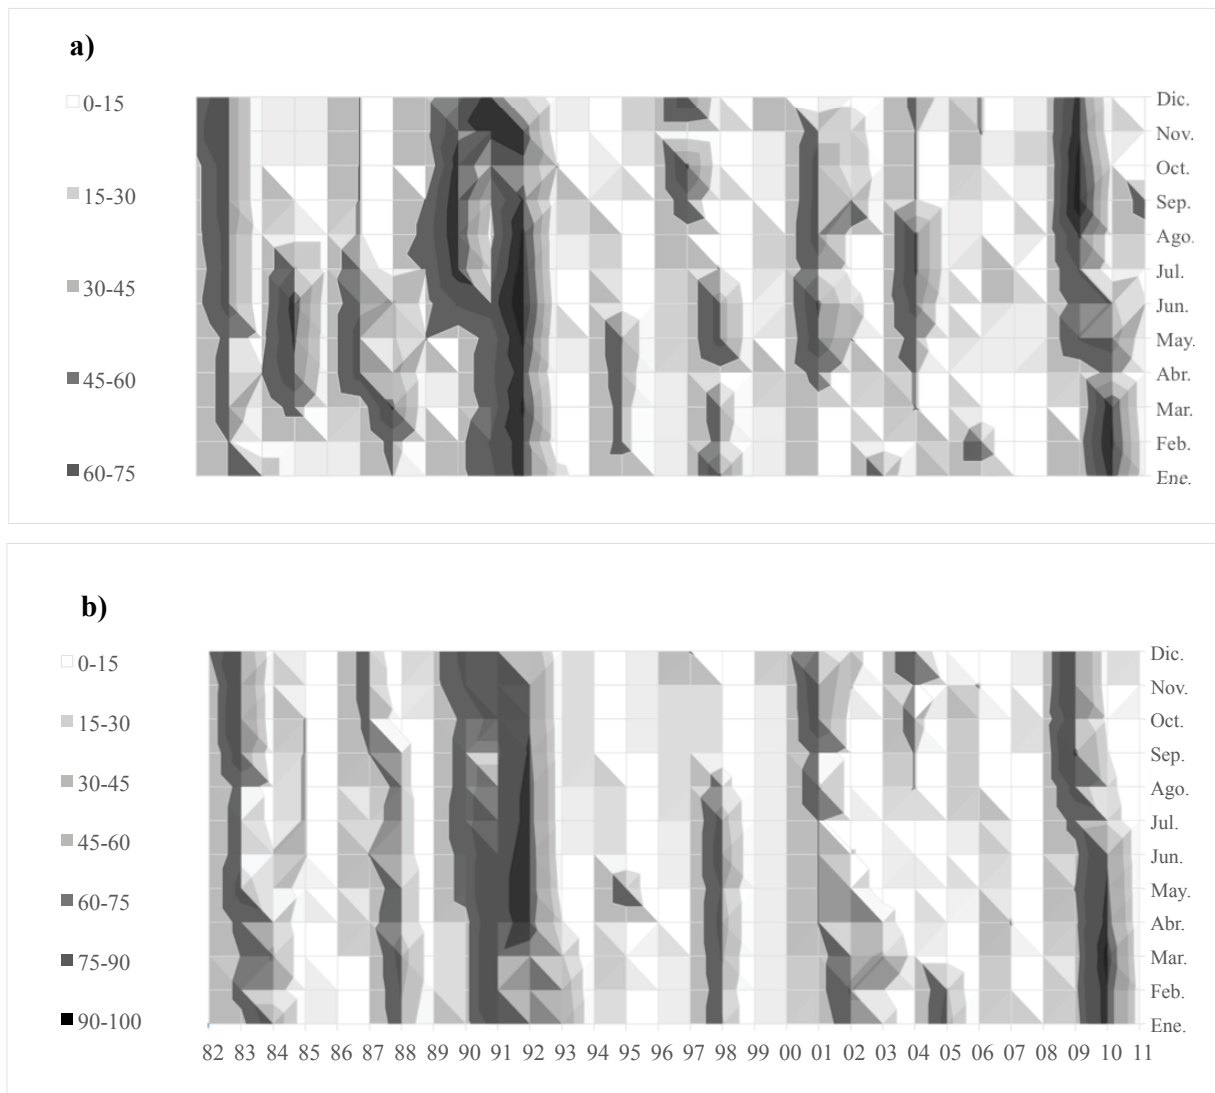 a)
0-15
15-30
30-45
45-60
60-75
Dic.
Nov.
Oct.
Sep.
Ago.
Jul.
Jun.
May.
Abr.
Mar.
Feb.
Ene.
b)
0-15
15-30
30-45
45-60
60-75
75-90
90-100
Dic.
Nov.
Oct.
Sep.
Ago.
Jul.
Jun.
May.
Abr.
Mar.
Feb.
Ene.
82 83 84 85 86 87 88 89 90 91 92 93 94 95 96 97 98 99 00 01 02 03 04 05 06 07 08 09 10 11